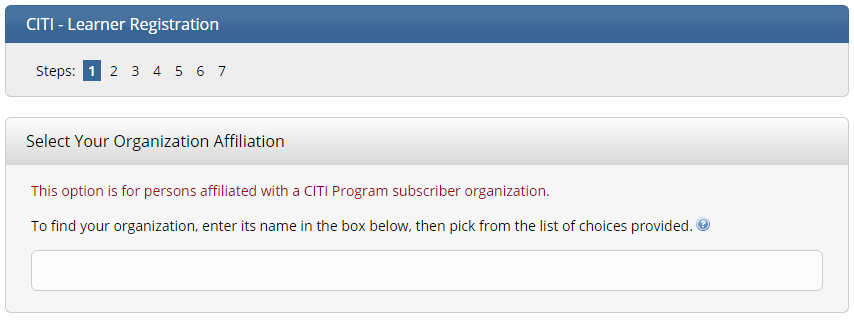 CITI - Learner Registration
Steps: 1 2 3 4 5 6 7
Select Your Organization Affiliation
This option is for persons affiliated with a CITI Program subscriber organization.
To find your organization, enter its name in the box below, then pick from the list of choices provided. ?